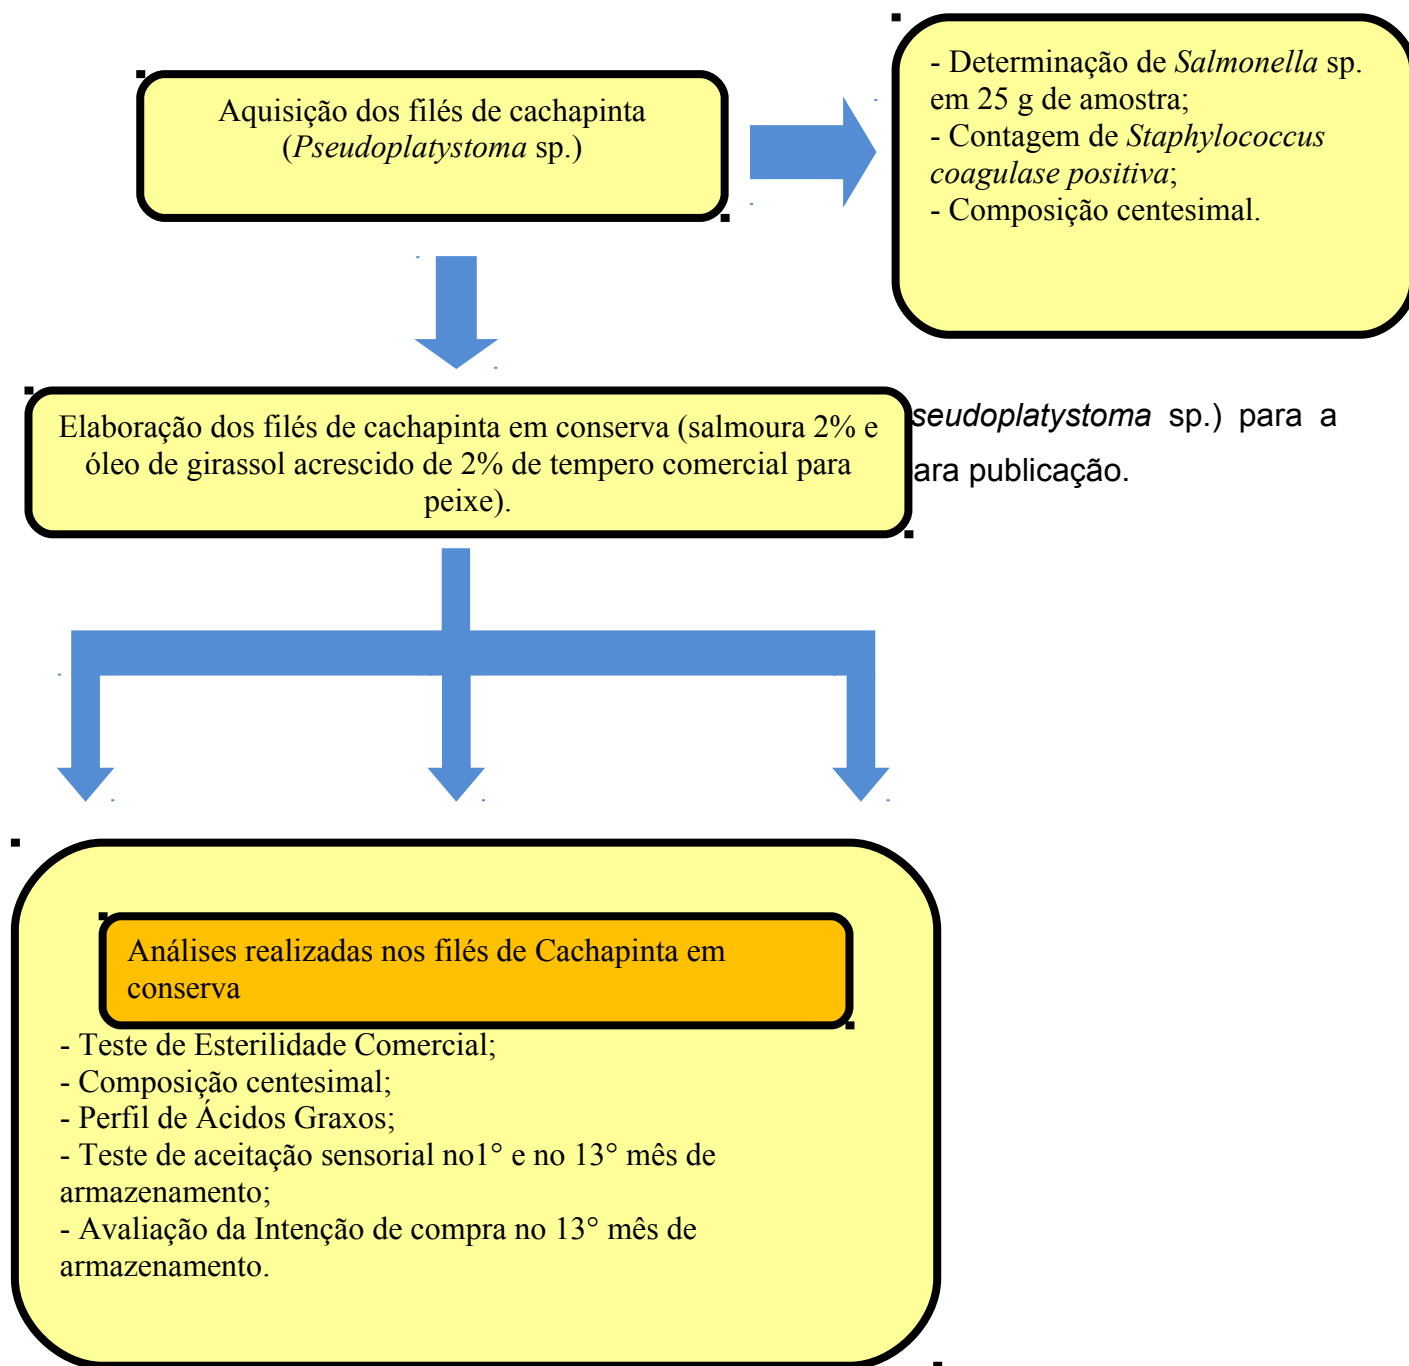 Aquisição dos filés de cachapinta
(Pseudoplatystoma sp.)
- Determinação de Salmonella sp.
em 25 g de amostra;
- Contagem de Staphylococcus
coagulase positiva;
- Composição centesimal.
Elaboração dos filés de cachapinta em conserva (salmoura 2% e
óleo de girassol acrescido de 2% de tempero comercial para
peixe).
seudoplatystoma sp.) para a
ara publicação.
Análises realizadas nos filés de Cachapinta em
conserva
- Teste de Esterilidade Comercial;
- Composição centesimal;
- Perfil de Ácidos Graxos;
- Teste de aceitação sensorial no1° e no 13° mês de
armazenamento;
- Avaliação da Intenção de compra no 13° mês de
armazenamento.